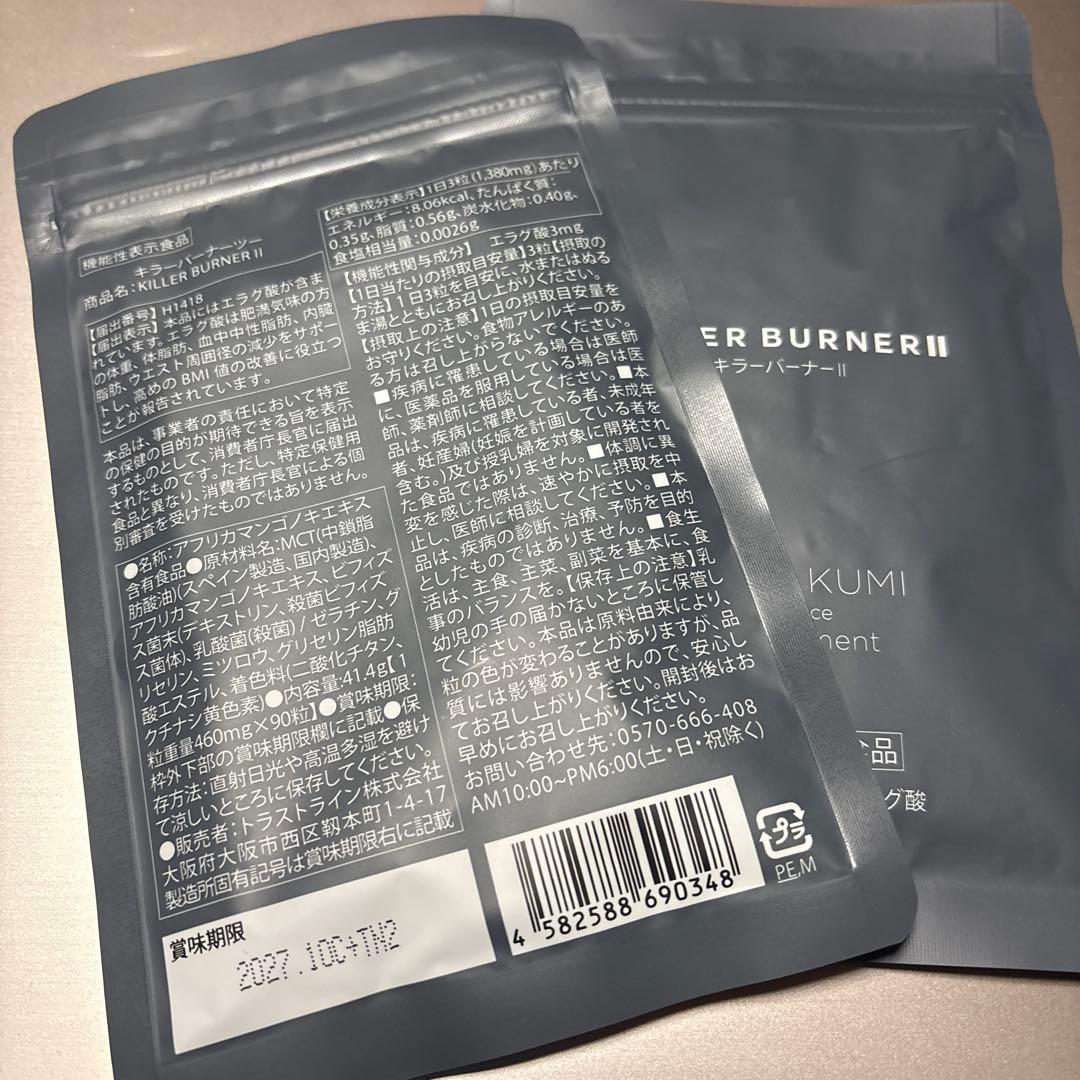 機能性表示食品
キラーバーナーツー
商品名:KILLER BURNER II
【届出番号】H1418
【届出表示】本品にはエラグ酸が含ま
れています。エラグ酸は肥満気味の方
の体重、体脂肪、血中中性脂肪、内臓
脂肪、ウエスト周囲径の減少をサポー
トし、高めのBMI値の改善に役立つ
ことが報告されています。
本品は、事業者の責任において特定
の保健の目的が期待できる旨を表示
するものとして、消費者庁長官に届出
されたものです。ただし、特定保健用
食品と異なり、消費者庁長官による個
別審査を受けたものではありません。
●名称:アフリカマンゴノキエキス
含有食品●原材料名:MCT(中鎖脂
肪酸油)(スペイン製造、国内製造)、
アフリカマンゴノキエキス、ビフィズ
ス菌末(デキストリン、殺菌ビフィズ
ス菌体)、乳酸菌(殺菌)/ゼラチン、グ
リセリン、ミツロウ、グリセリン脂肪
酸エステル、着色料(二酸化チタン、
クチナシ黄色素)●内容量:41.4g【1
粒重量460mg×90粒】●賞味期限:
枠外下部の賞味期限欄に記載●保
存方法:直射日光や高温多湿を避け
て涼しいところに保存してください。
●販売者:トラストライン株式会社
大阪府大阪市西区靱本町1-4-17
製造所固有記号は賞味期限右に記載
【栄養成分表示】1日3粒(1,380mg)あたり
エネルギー:8.06kcal、たんぱく質:
0.35g、脂質:0.56g、炭水化物:0.40g、
食塩相当量:0.0026g
【機能性関与成分】 エラグ酸3mg
【1日当たりの摂取目安量】3粒【摂取の
方法】1日3粒を目安に、水またはぬる
ま湯とともにお召し上がりください。
【摂取上の注意】1日の摂取目安量を
お守りください。食物アレルギーのあ
る方は召し上がらないでください。
■疾病に罹患している場合は医師
に、医薬品を服用している場合は医
師、薬剤師に相談してください。■本
品は、疾病に罹患している者、未成年
者、妊産婦(妊娠を計画している者を
含む。)及び授乳婦を対象に開発され
た食品ではありません。■体調に異
変を感じた際は、速やかに摂取を中
止し、医師に相談してください。■本
品は、疾病の診断、治療、予防を目的
としたものではありません。■食生
活は、主食、主菜、副菜を基本に、食
事のバランスを。【保存上の注意】乳
幼児の手の届かないところに保管し
てください。本品は原料由来により、
粒の色が変わることがありますが、品
質には影響ありませんので、安心し
てお召し上がりください。開封後はお
早めにお召し上がりください。
お問い合わせ先:0570-666-408
AM10:00~PM6:00(土・日・祝除く)
4 582588 690348
プラ
PE,M
賞味期限
2027.10C+TN2
ER BURNER II
キラーバーナーII
KUMI
ce
ment
食品
グ酸